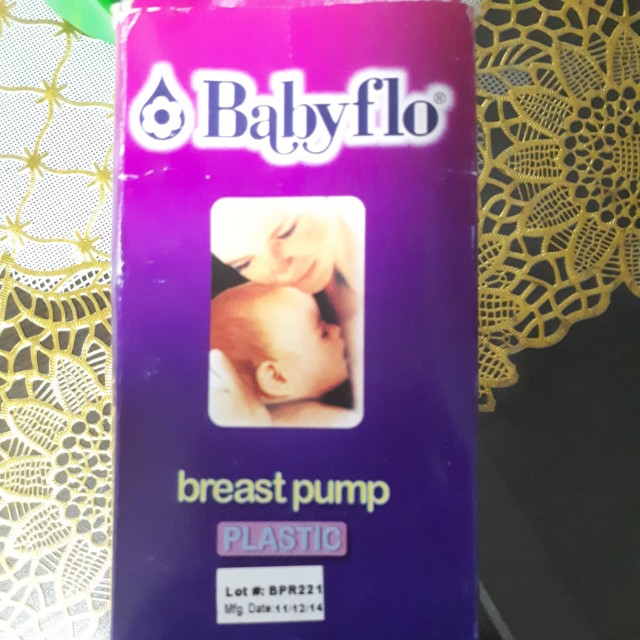 Babyflo®
breast pump
PLASTIC
Lot #: BPR221
Mfg. Date:11/12/14